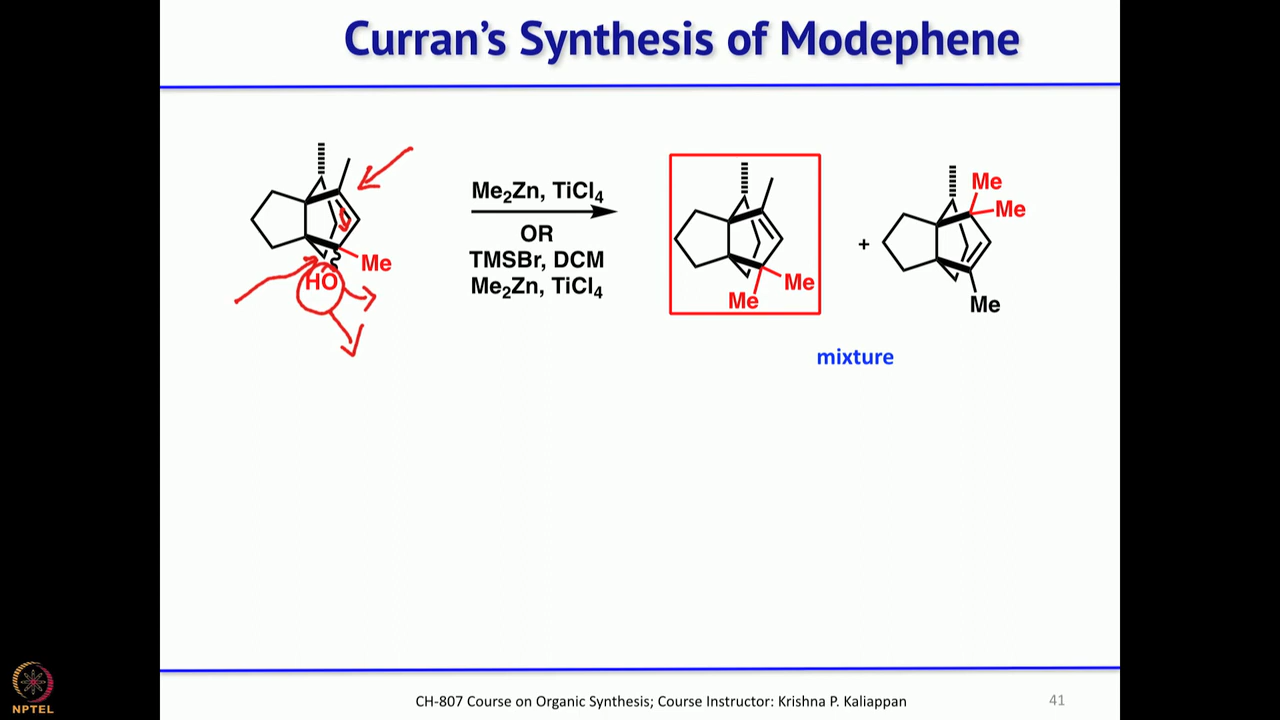 Curran's Synthesis of Modephene
HO
Me
Me₂Zn, TiCl₄
OR
TMSBr, DCM
Me₂Zn, TiCl₄
Me
Me
+
Me
Me
Me
mixture
CH-807 Course on Organic Synthesis; Course Instructor: Krishna P. Kaliappan
41
NPTEL